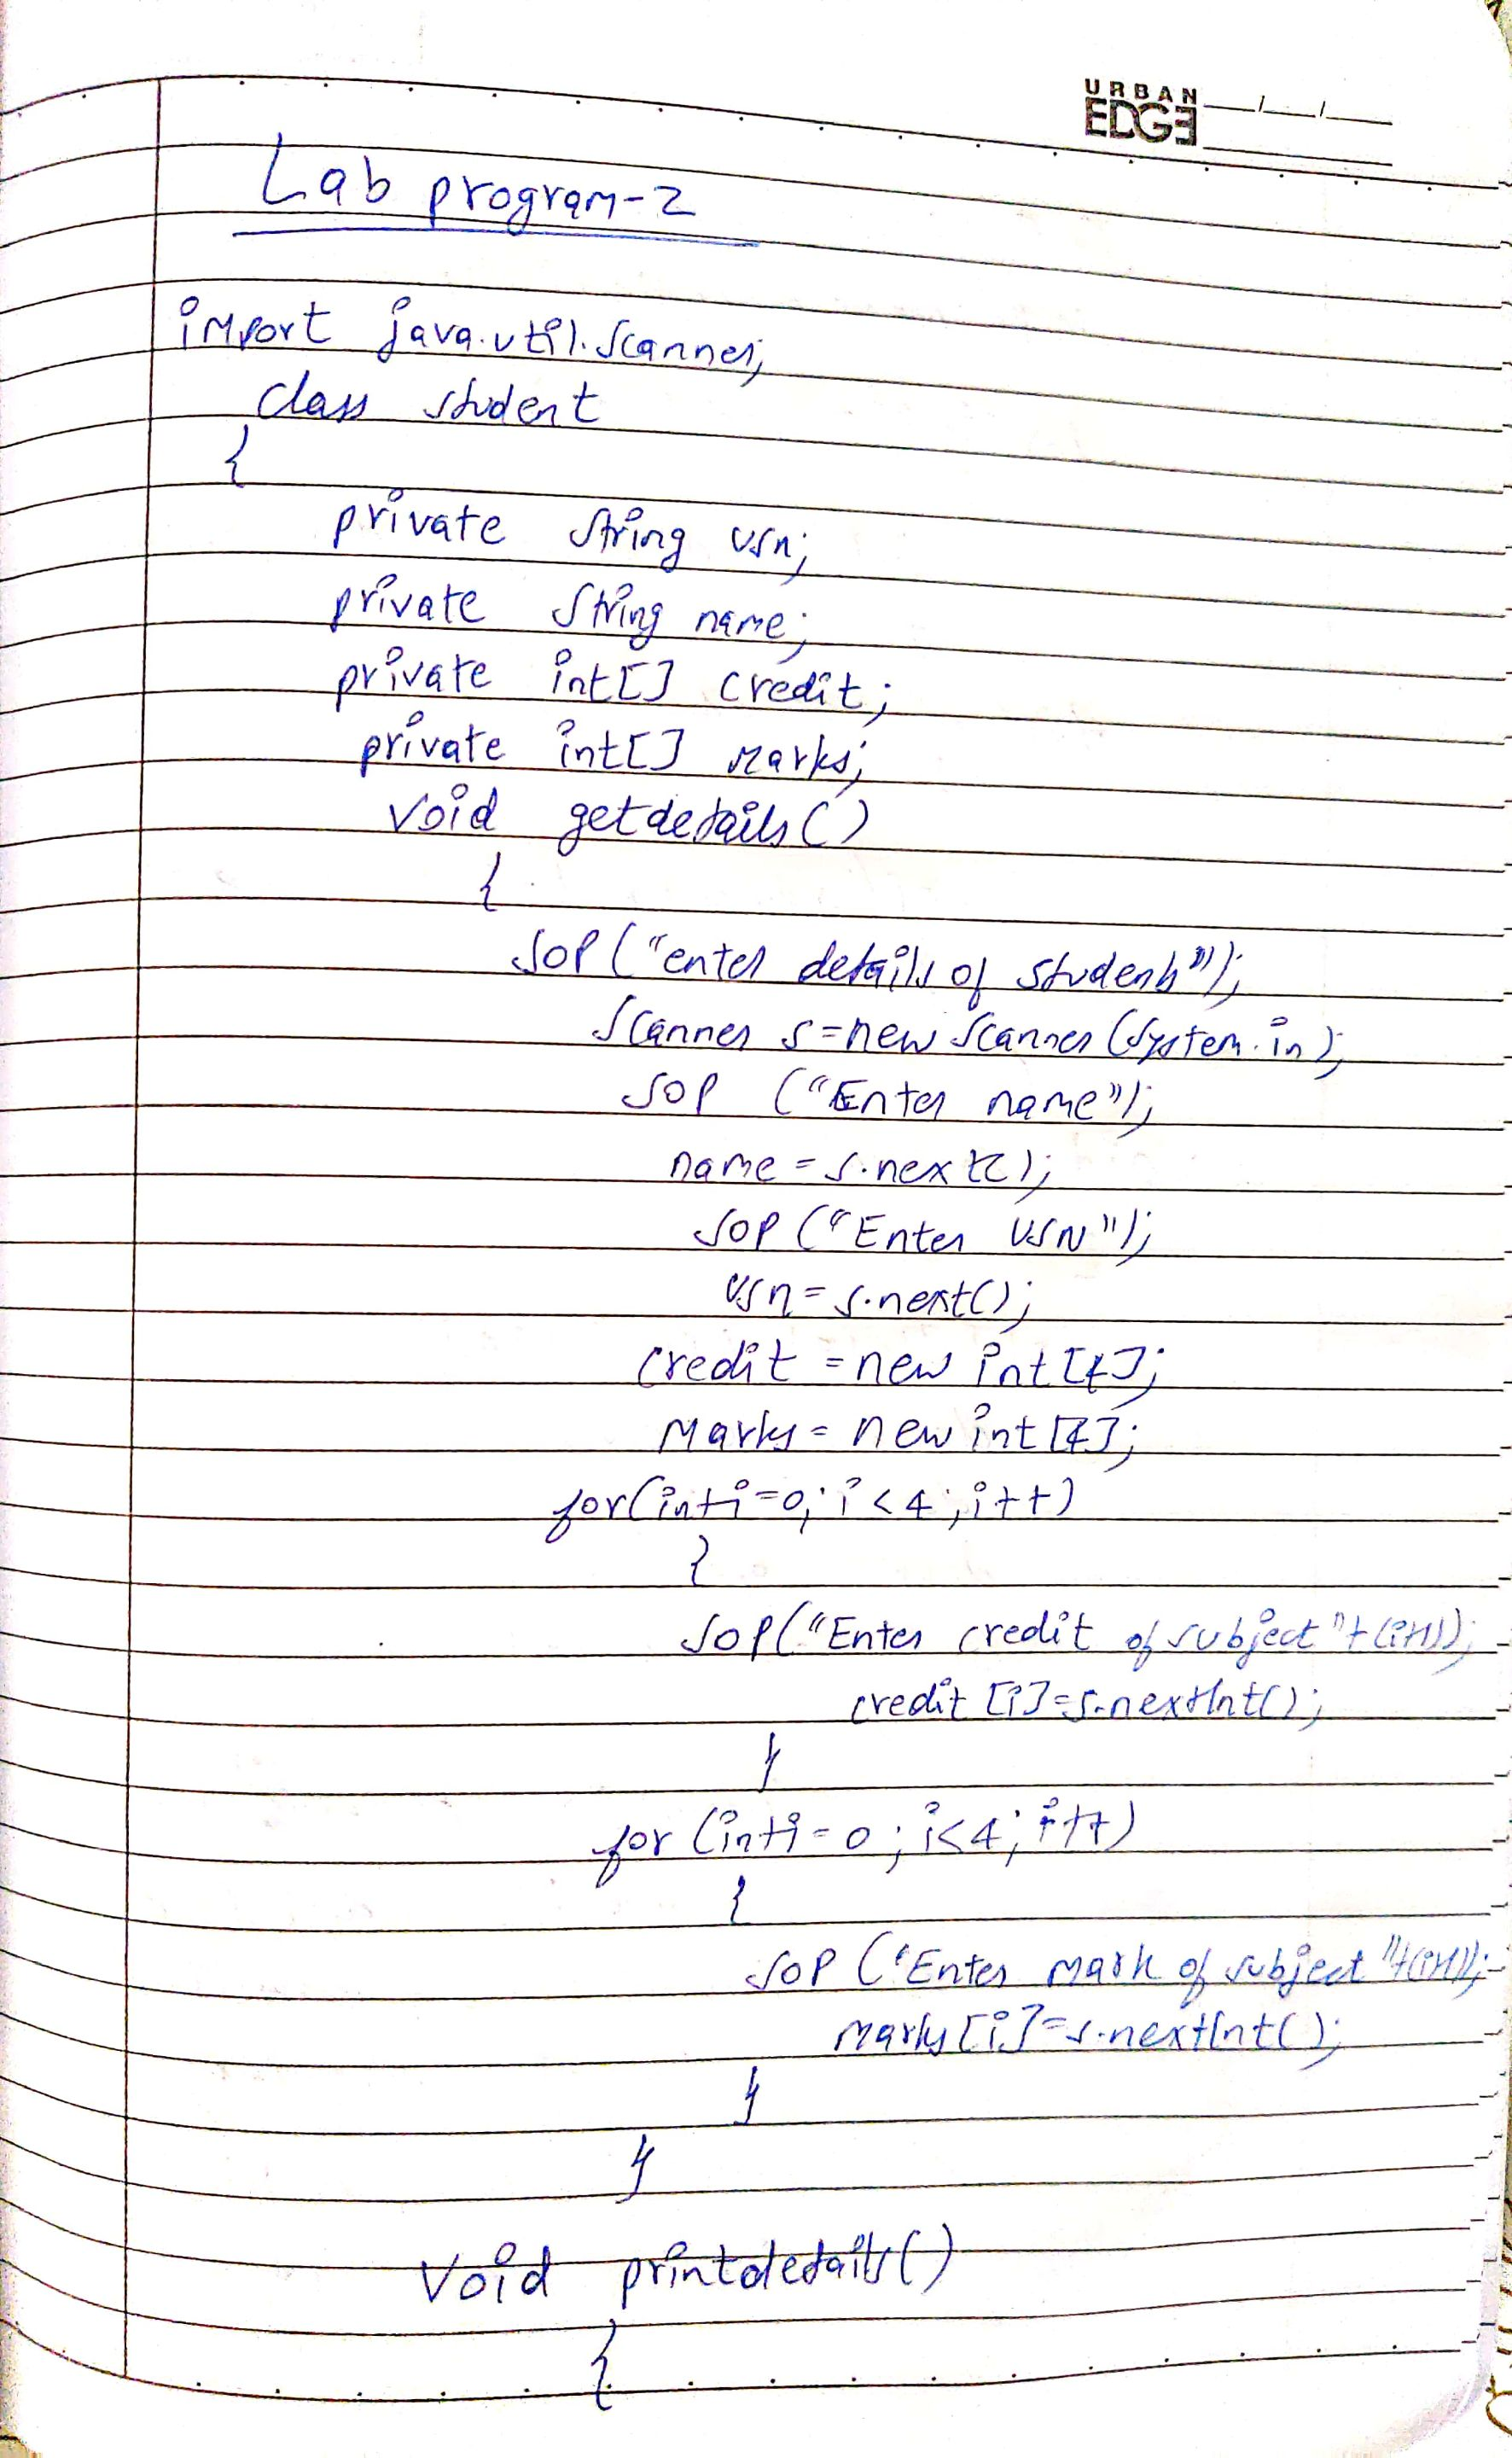 URBAN
EDGE
Lab program-2
import java.util.Scanner;
class student
{
private String usn;
private String name;
private int[] credit;
private int[] marks;
void getdetails()
{
SOP("enter details of students");
Scanner s=new Scanner(System.in);
SOP ("Enter name");
name=s.next();
SOP("Enter USN");
usn=s.next();
credit=new int[4];
marks=new int[4];
for(int i=0;i<4;i++)
{
SOP("Enter credit of subject"+(i+1));
credit[i]=s.nextInt();
}
for(int i=0;i<4;i++)
{
SOP("Enter mark of subject"+(i+1));
marks[i]=s.nextInt();
}
}
void printdetails()
{